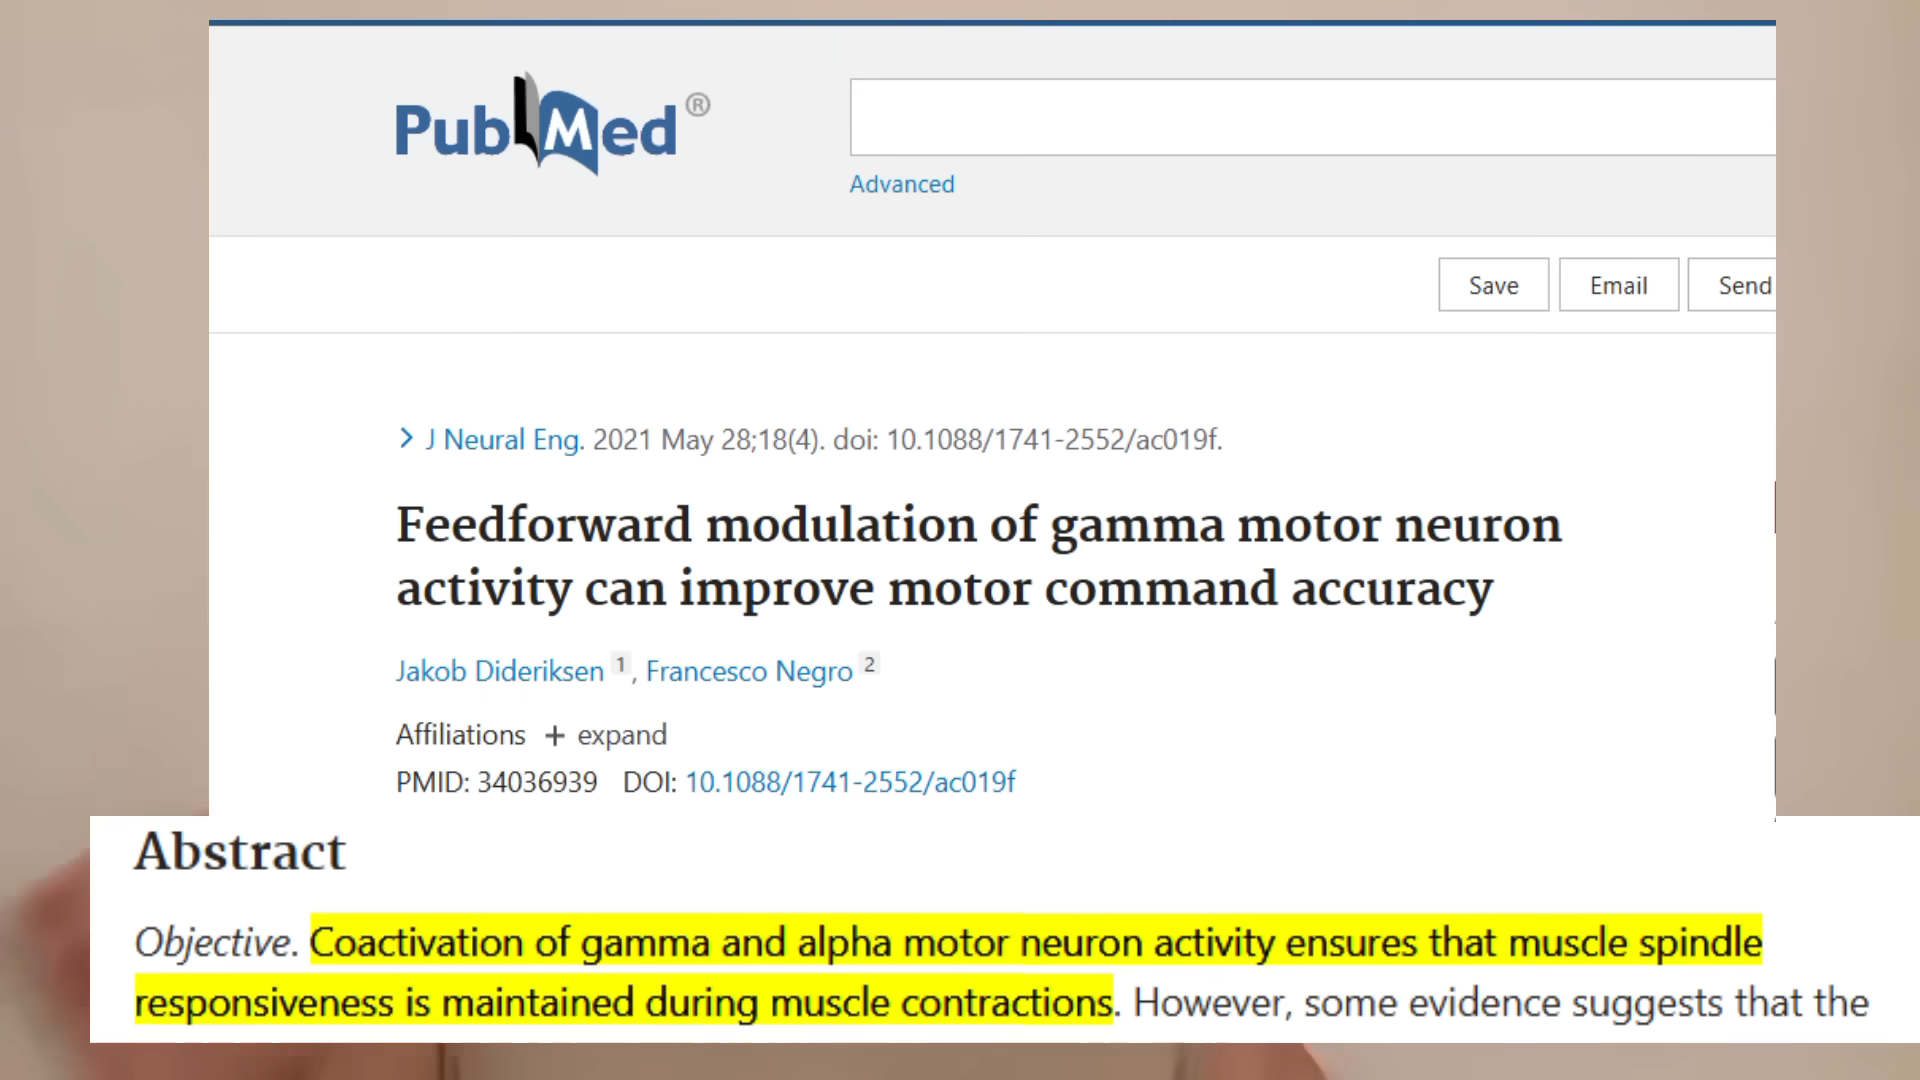 PubMed®
Advanced
Save Email Send
J Neural Eng. 2021 May 28;18(4). doi: 10.1088/1741-2552/ac019f.
Feedforward modulation of gamma motor neuron
activity can improve motor command accuracy
Jakob Dideriksen 1, Francesco Negro 2
Affiliations + expand
PMID: 34036939 DOI: 10.1088/1741-2552/ac019f
Abstract
Objective. Coactivation of gamma and alpha motor neuron activity ensures that muscle spindle
responsiveness is maintained during muscle contractions. However, some evidence suggests that the